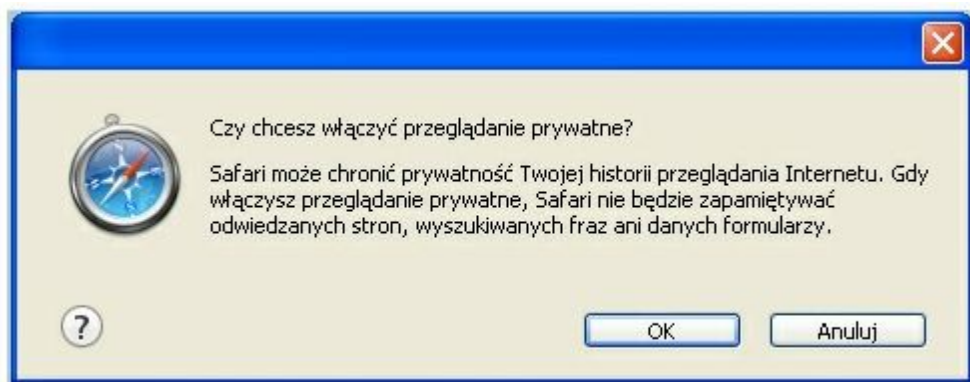 Czy chcesz włączyć przeglądanie prywatne?
Safari może chronić prywatność Twojej historii przeglądania Internetu. Gdy
włączysz przeglądanie prywatne, Safari nie będzie zapamiętywać
odwiedzanych stron, wyszukiwanych fraz ani danych formularzy.
?
OK
Anuluj